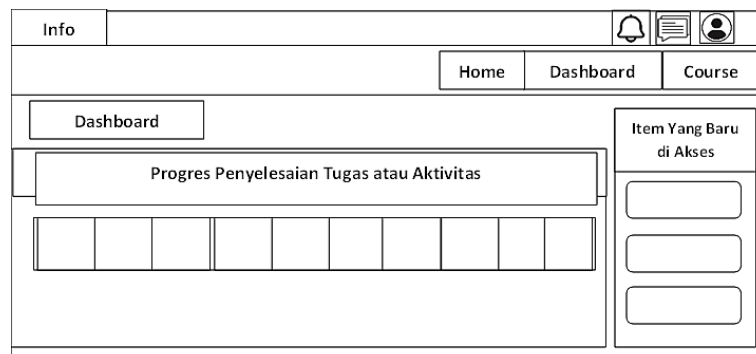 Info
Home Dashboard Course
Dashboard
Progres Penyelesaian Tugas atau Aktivitas
Item Yang Baru
di Akses